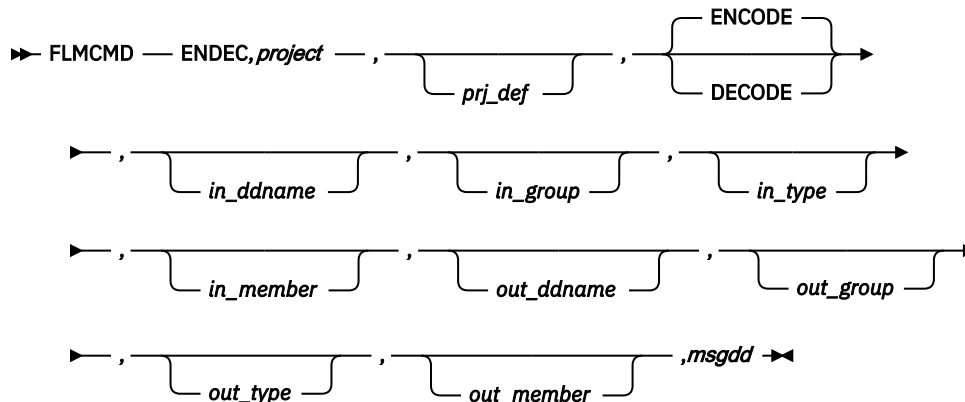 ENCODE
FLMCMD ENDEC,project , prj_def , DECODE
, in_ddname , in_group , in_type
, in_member , out_ddname , out_group
, out_type , out_member ,msgdd